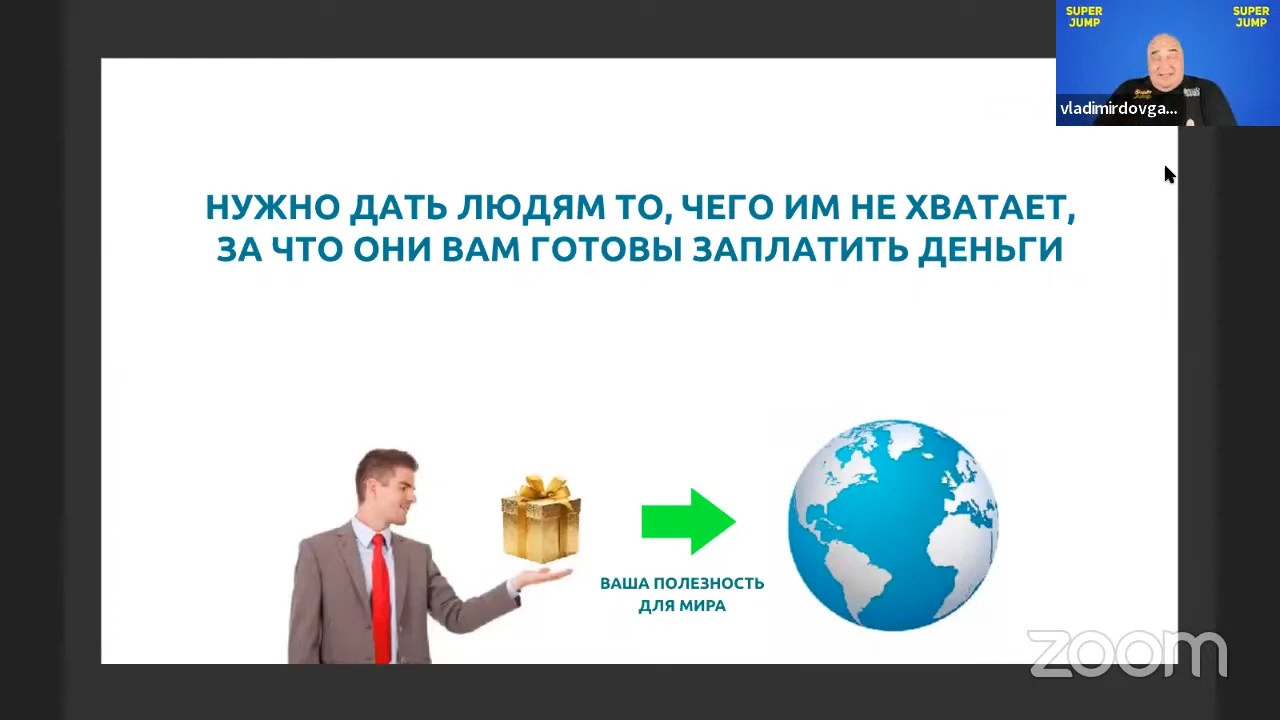 SUPER
JUMP
SUPER
JUMP
vladimirdovga...
НУЖНО ДАТЬ ЛЮДЯМ ТО, ЧЕГО ИМ НЕ ХВАТАЕТ,
ЗА ЧТО ОНИ ВАМ ГОТОВЫ ЗАПЛАТИТЬ ДЕНЬГИ
ВАША ПОЛЕЗНОСТЬ
ДЛЯ МИРА
zoom